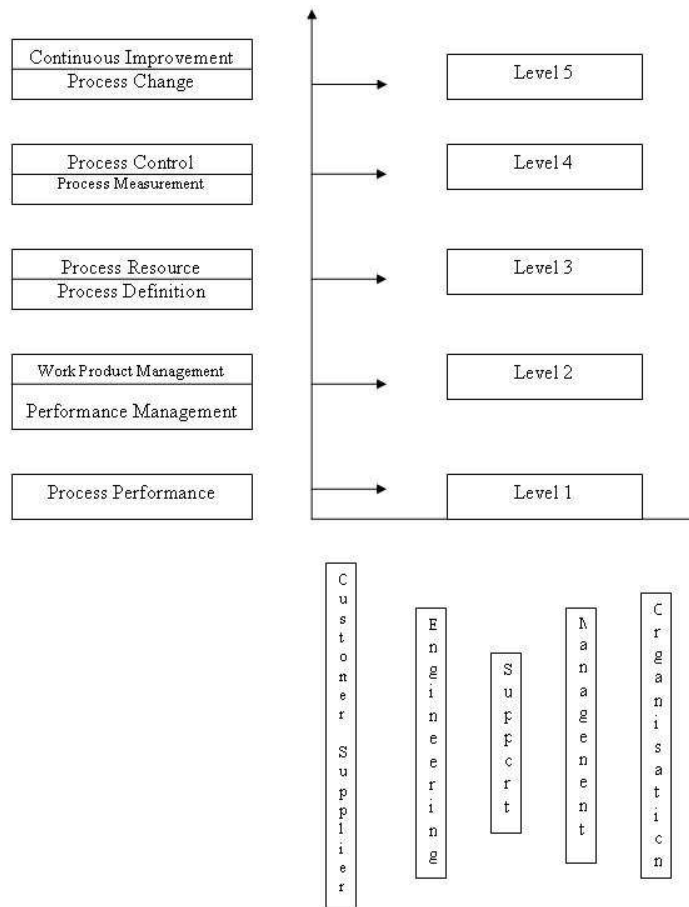 Continuous Improvement
Process Change
Level 5
Process Control
Process Measurement
Level 4
Process Resource
Process Definition
Level 3
Work Product Management
Performance Management
Level 2
Process Performance
Level 1
Customer Supplier
Engineering
Support
Management
Organisation